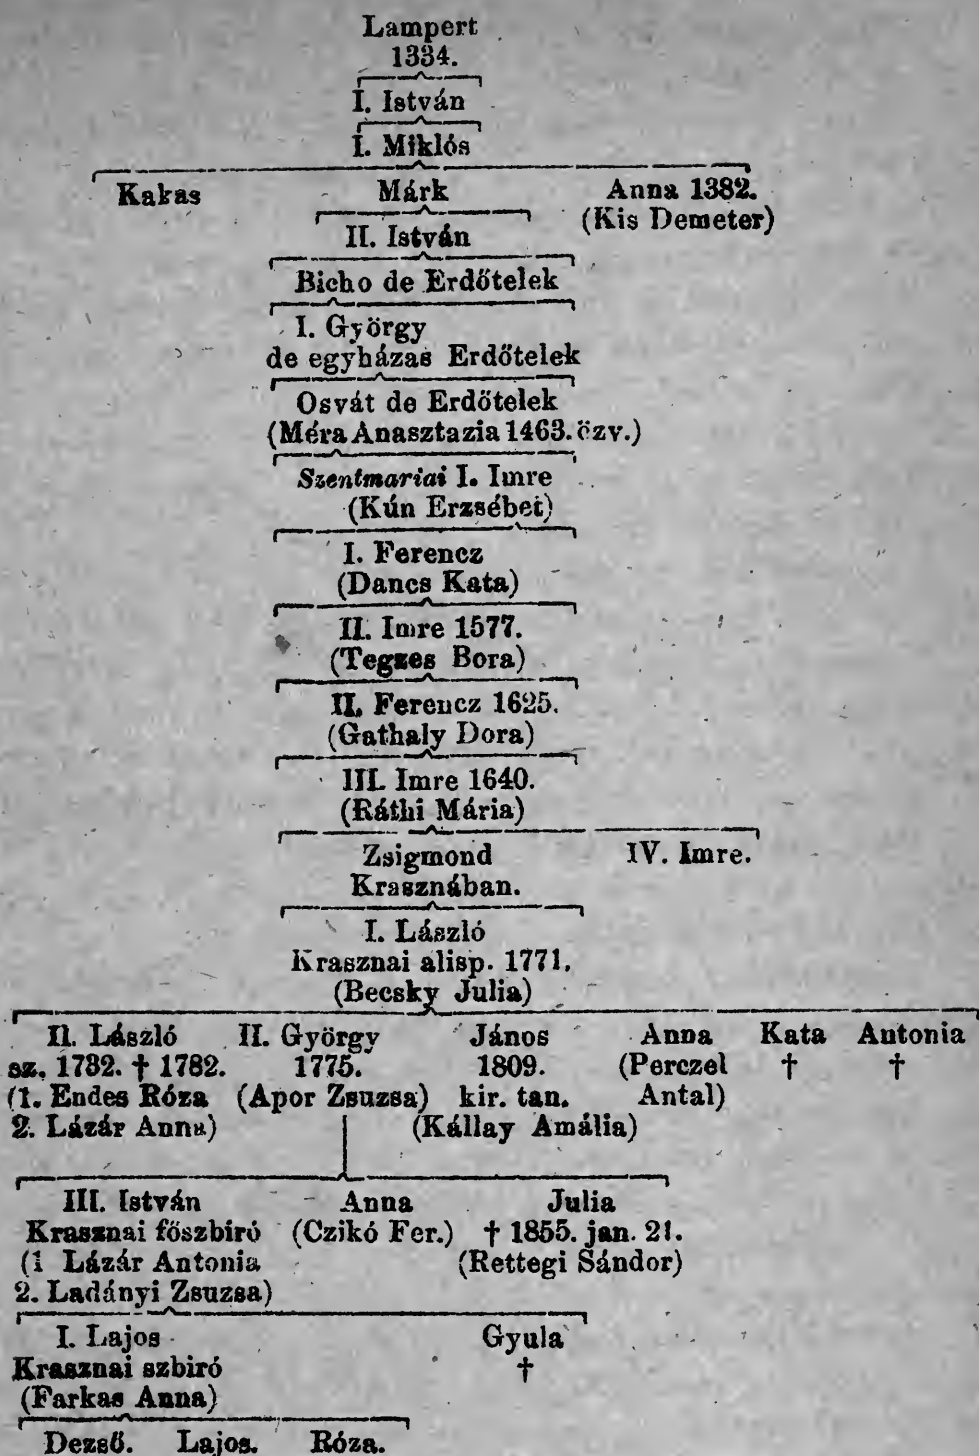 Lampert
1334.
I. István
I. Miklós
Kakas Márk Anna 1382.
(Kis Demeter)
II. István
Bicho de Erdőtelek
I. György
de egyházas Erdőtelek
Osvát de Erdőtelek
(Méra Anasztazia 1463. özv.)
Szentmariai I. Imre
(Kún Erzsébet)
I. Ferencz
(Dancs Kata)
II. Imre 1577.
(Tegzes Bora)
II. Ferencz 1625.
(Gathaly Dora)
III. Imre 1640.
(Ráthi Mária)
Zsigmond IV. Imre.
Krasznában.
I. László
Krasznai alisp. 1771.
(Becsky Julia)
II. László II. György János Anna Kata Antonia
sz. 1732. † 1782. 1775. 1809. (Perczel † †
(1. Endes Róza (Apor Zsuzsa) kir. tan. Antal)
2. Lázár Anna) (Kállay Amália)
III. István Anna Julia
Krasznai főszbíró (Czikó Fer.) † 1855. jan. 21.
(1 Lázár Antonia (Rettegi Sándor)
2. Ladányi Zsuzsa)
I. Lajos Gyula
Krasznai szbiró †
(Farkas Anna)
Dezső. Lajos. Róza.